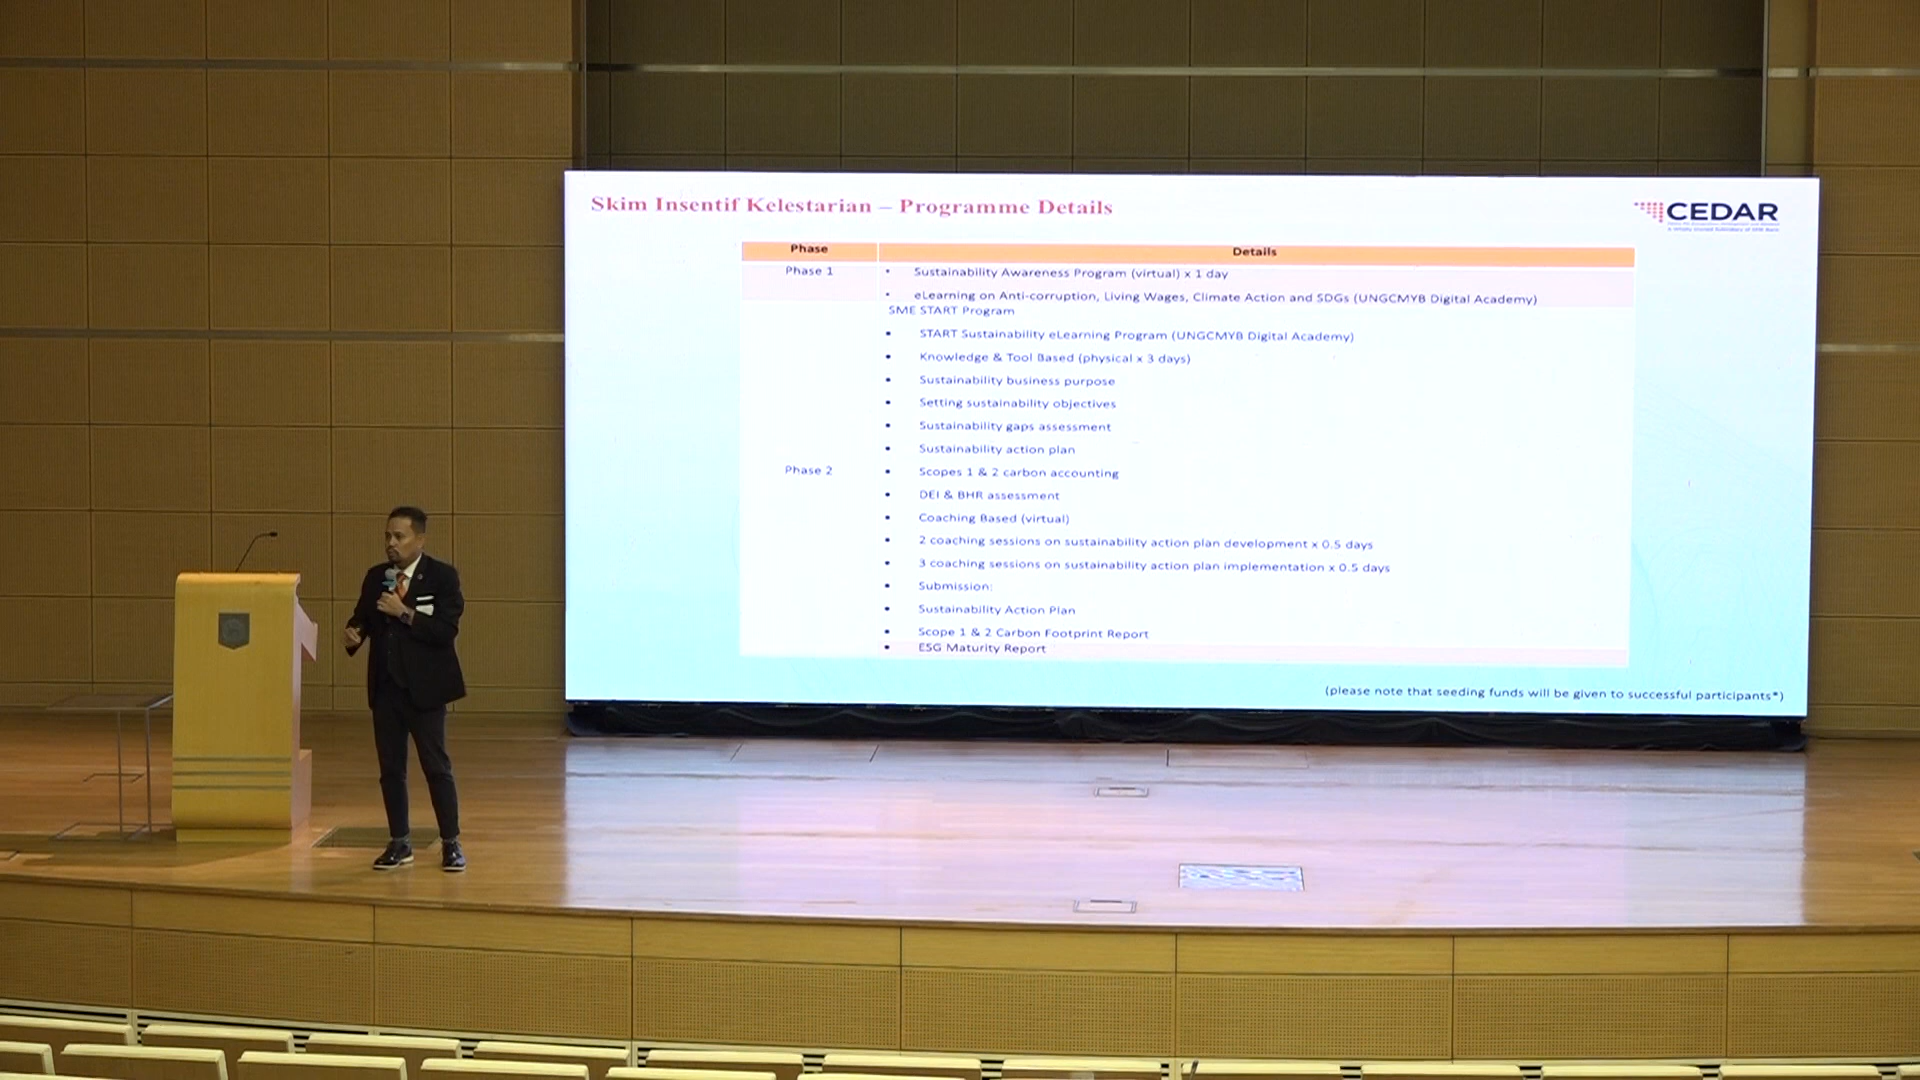 Skim Insentif Kelestarian – Programme Details
CEDAR
Phase
Details
Phase 1
• Sustainability Awareness Program (virtual) x 1 day
• eLearning on Anti-corruption, Living Wages, Climate Action and SDGs (UNGCMYB Digital Academy)
SME START Program
• START Sustainability eLearning Program (UNGCMYB Digital Academy)
• Knowledge & Tool Based (physical x 3 days)
• Sustainability business purpose
• Setting sustainability objectives
• Sustainability gaps assessment
• Sustainability action plan
Phase 2
• Scopes 1 & 2 carbon accounting
• DEI & BHR assessment
• Coaching Based (virtual)
• 2 coaching sessions on sustainability action plan development x 0.5 days
• 3 coaching sessions on sustainability action plan implementation x 0.5 days
• Submission:
• Sustainability Action Plan
• Scope 1 & 2 Carbon Footprint Report
• ESG Maturity Report
(please note that seeding funds will be given to successful participants*)